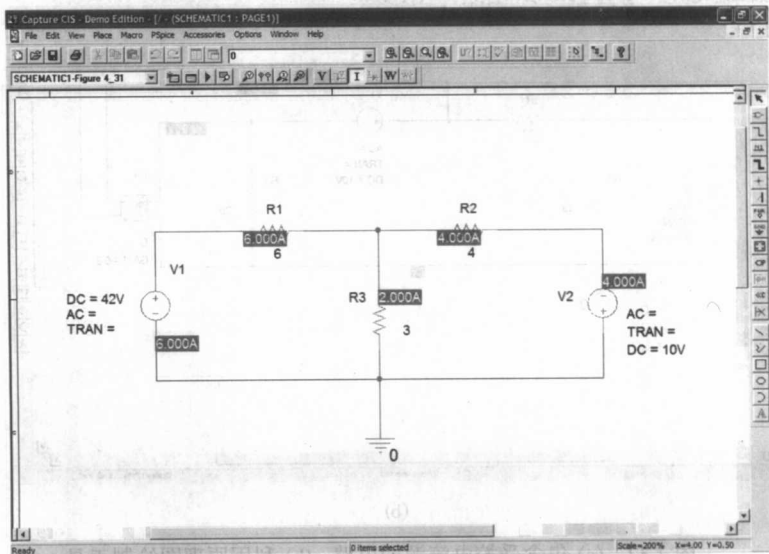 Capture CIS - Demo Edition - [/ - (SCHEMATIC1 : PAGE1)]
File Edit View Place Macro PSpice Accessories Options Window Help
0
SCHEMATIC1-Figure 4_31
V I W
R1
R2
6.000A
4.000A
6
4
V1
4.000A
R3
2.000A
V2
DC = 42V
AC =
TRAN =
AC =
TRAN =
DC = 10V
3
6.000A
0
(b)
Ready
0 items selected
Scale=200% X=4.00 Y=0.50